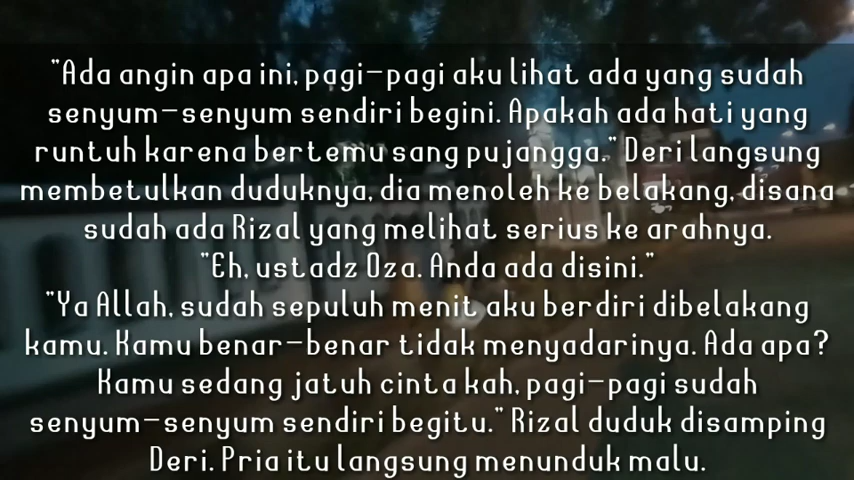 "Ada angin apa ini, pagi-pagi aku lihat ada yang sudah
senyum-senyum sendiri begini. Apakah ada hati yang
runtuh karena bertemu sang pujangga." Deri langsung
membetulkan duduknya, dia menoleh ke belakang, disana
sudah ada Rizal yang melihat serius ke arahnya.
"Eh, ustadz Oza. Anda ada disini."
"Ya Allah, sudah sepuluh menit aku berdiri dibelakang
kamu. Kamu benar-benar tidak menyadarinya. Ada apa?
Kamu sedang jatuh cinta kah, pagi-pagi sudah
senyum-senyum sendiri begitu." Rizal duduk disamping
Deri. Pria itu langsung menunduk malu.